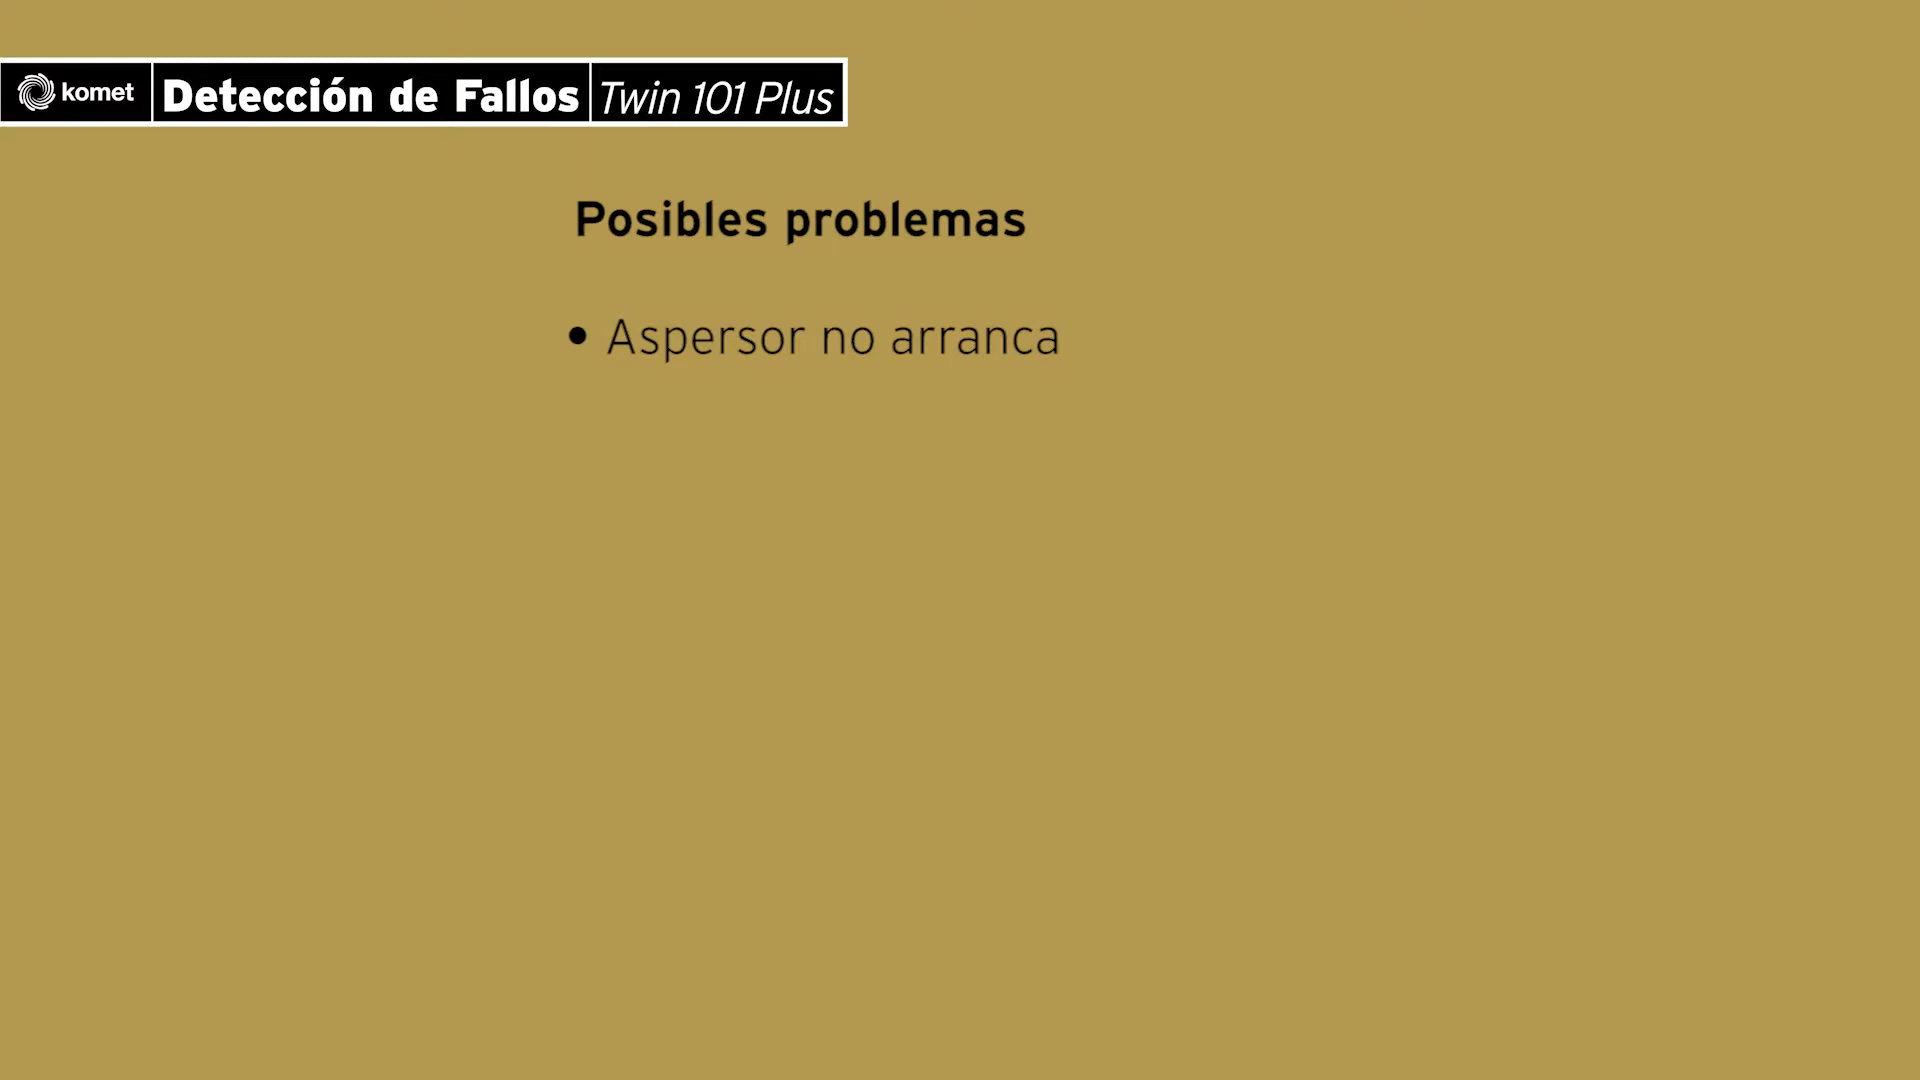 komet Detección de Fallos Twin 101 Plus
Posibles problemas
• Aspersor no arranca